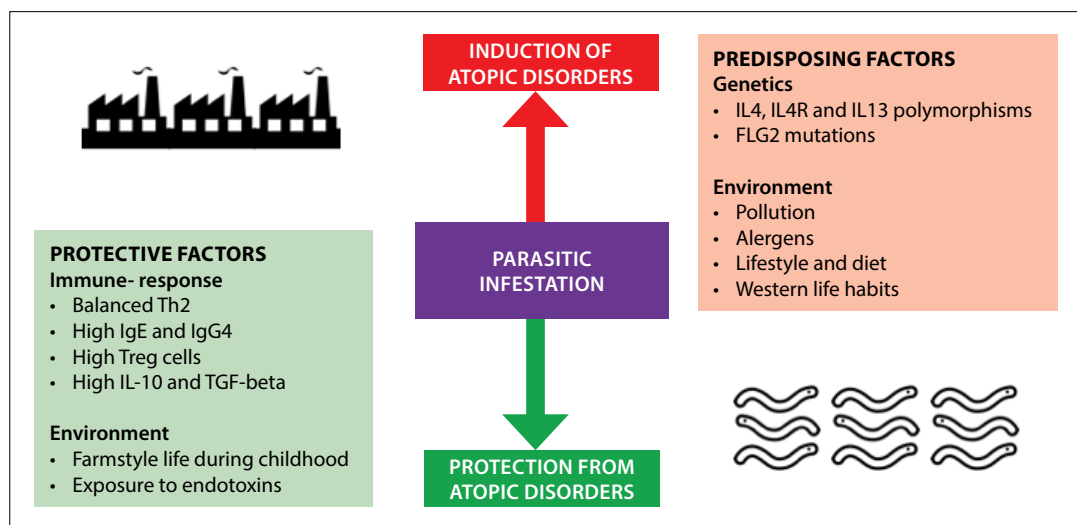 INDUCTION OF
ATOPIC DISORDERS
PREDISPOSING FACTORS
Genetics
• IL4, IL4R and IL13 polymorphisms
• FLG2 mutations
Environment
• Pollution
• Alergens
• Lifestyle and diet
• Western life habits
PARASITIC
INFESTATION
PROTECTIVE FACTORS
Immune- response
• Balanced Th2
• High IgE and IgG4
• High Treg cells
• High IL-10 and TGF-beta
Environment
• Farmstyle life during childhood
• Exposure to endotoxins
PROTECTION FROM
ATOPIC DISORDERS